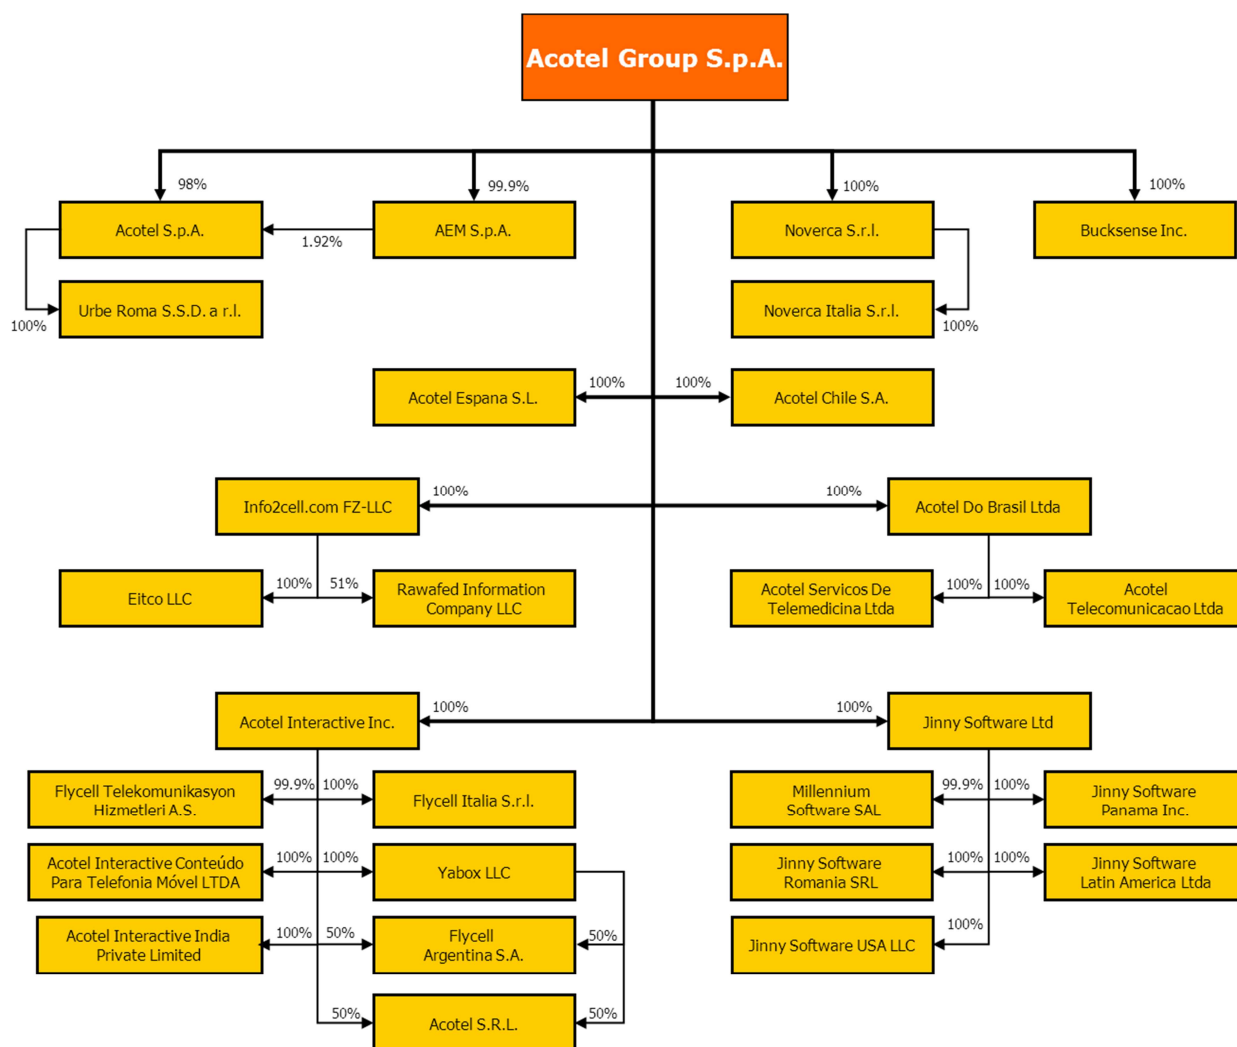 Acotel Group S.p.A.
98%
99.9%
100%
100%
Acotel S.p.A.
1.92%
AEM S.p.A.
Noverca S.r.l.
Bucksense Inc.
100%
Urbe Roma S.S.D. a r.l.
Noverca Italia S.r.l.
100%
Acotel Espana S.L.
100%
100%
Acotel Chile S.A.
Info2cell.com FZ-LLC
100%
100%
Acotel Do Brasil Ltda
Eitco LLC
100%
51%
Rawafed Information
Company LLC
Acotel Servicos De
Telemedicina Ltda
100%
100%
Acotel
Telecomunicacao Ltda
Acotel Interactive Inc.
100%
100%
Jinny Software Ltd
Flycell Telekomunikasyon
Hizmetleri A.S.
99.9%
100%
Flycell Italia S.r.l.
Millennium
Software SAL
99.9%
100%
Jinny Software
Panama Inc.
Acotel Interactive Conteúdo
Para Telefonia Móvel LTDA
100%
100%
Yabox LLC
Jinny Software
Romania SRL
100%
100%
Jinny Software
Latin America Ltda
Acotel Interactive India
Private Limited
100%
50%
Flycell
Argentina S.A.
50%
Jinny Software USA LLC
100%
50%
Acotel S.R.L.
50%